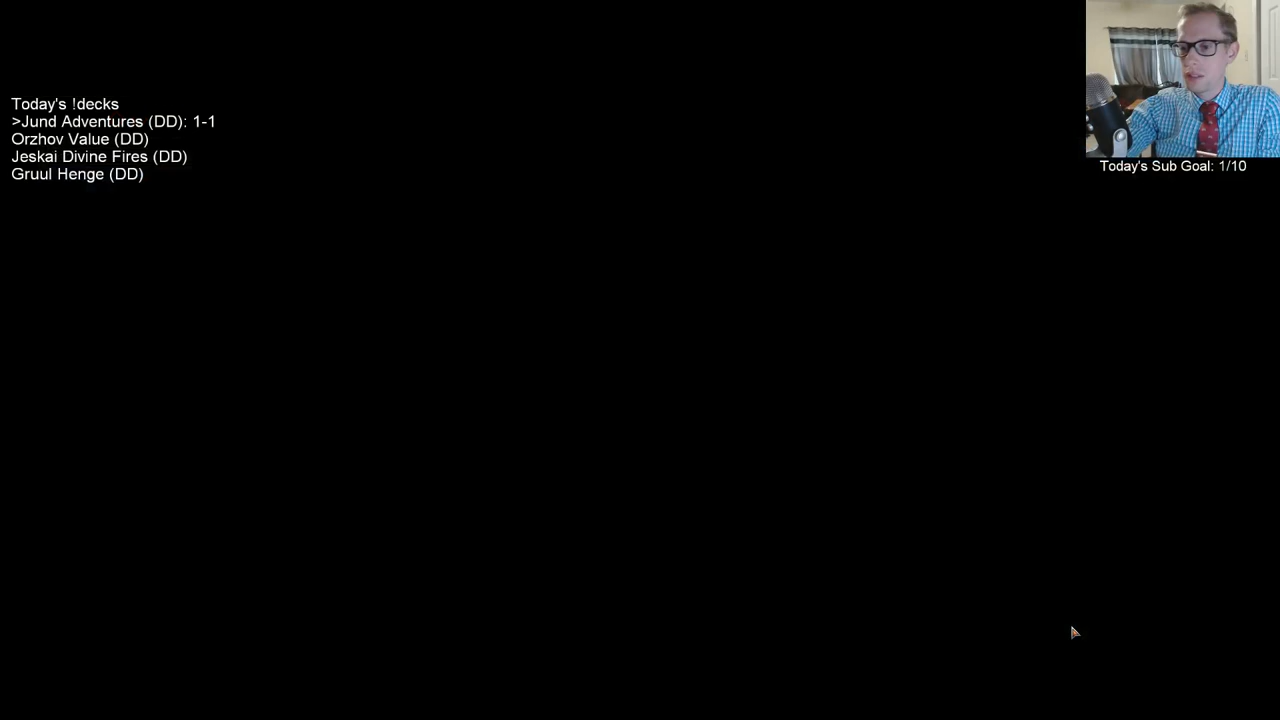 Today's !decks
>Jund Adventures (DD): 1-1
Orzhov Value (DD)
Jeskai Divine Fires (DD)
Gruul Henge (DD)
Today's Sub Goal: 1/10